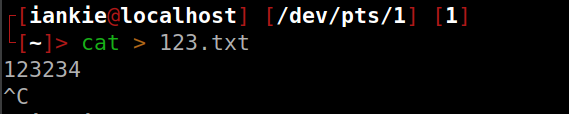 [iankie@localhost] [/dev/pts/1] [1]
[~]> cat > 123.txt
123234
^C